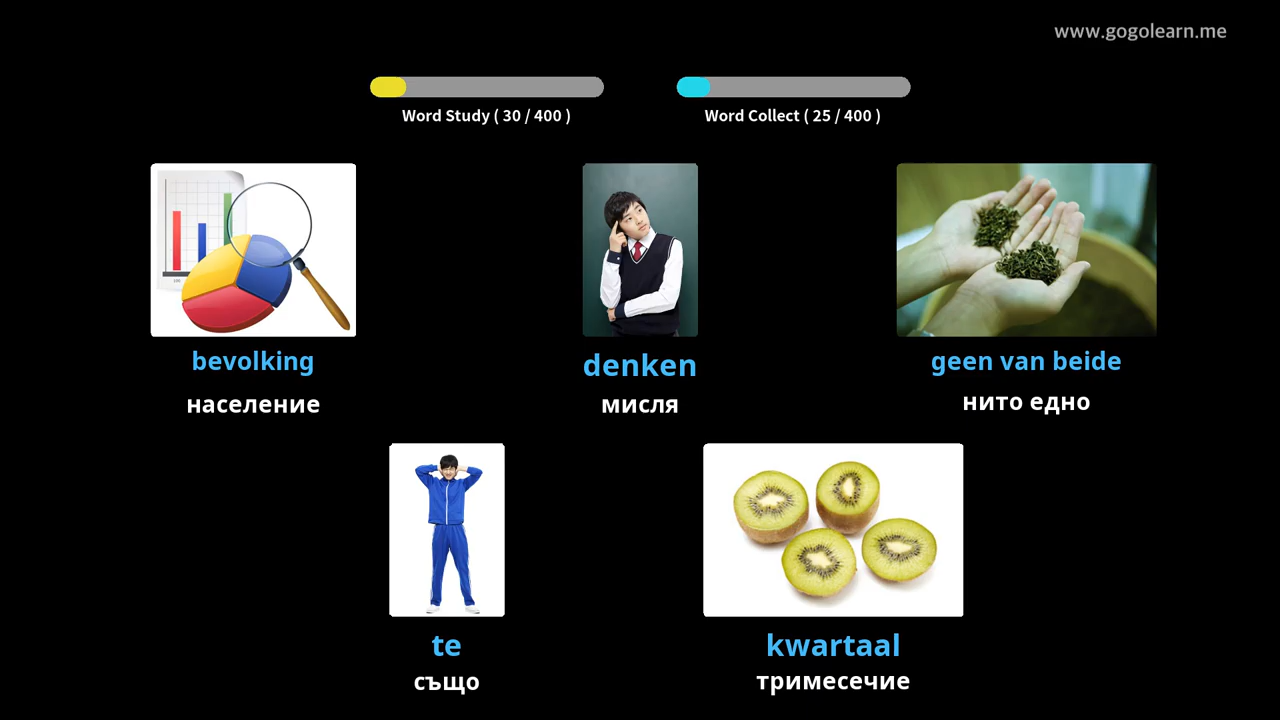 www.gogolearn.me
Word Study ( 30 / 400 )
Word Collect ( 25 / 400 )
bevolking
население
denken
мисля
geen van beide
нито едно
te
също
kwartaal
тримесечие